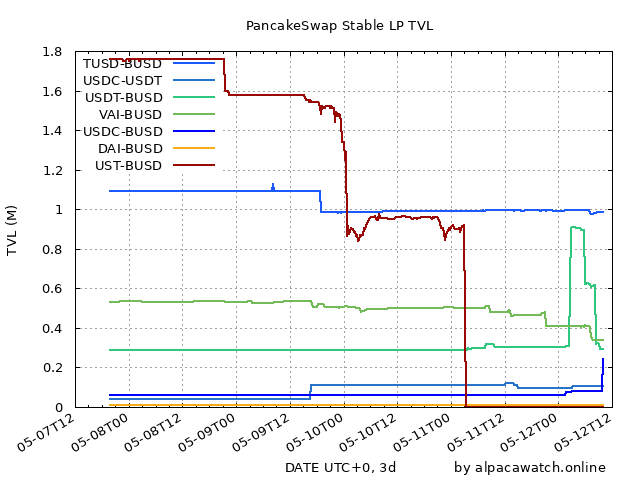 PancakeSwap Stable LP TVL
TVL (M)
1.8
1.6
1.4
1.2
1
0.8
0.6
0.4
0.2
0
TUSD-BUSD
USDC-USDT
USDT-BUSD
VAI-BUSD
USDC-BUSD
DAI-BUSD
UST-BUSD
05-07T12
05-08T00
05-08T12
05-09T00
05-09T12
05-10T00
05-10T12
05-11T00
05-11T12
05-12T00
05-12T12
DATE UTC+0, 3d
by alpacawatch.online